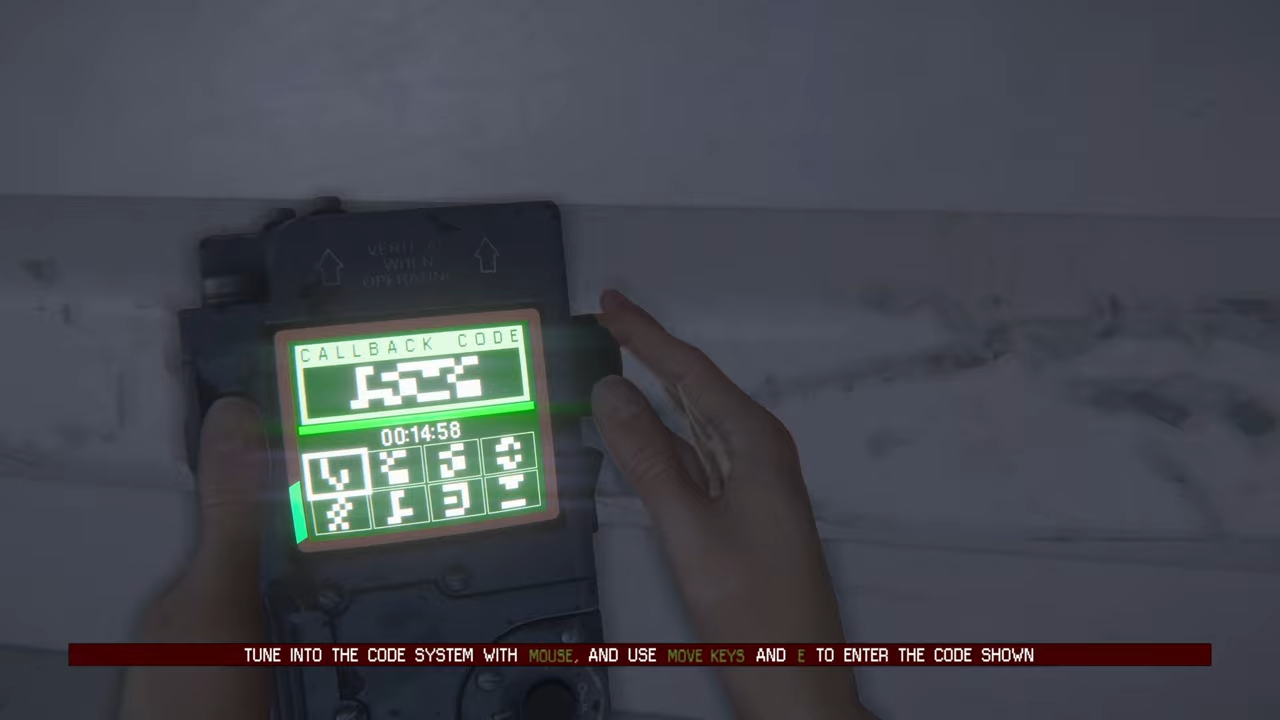 WHEN
CALLBACK CODE
00:14:58
TUNE INTO THE CODE SYSTEM WITH MOUSE, AND USE MOVE KEYS AND E TO ENTER THE CODE SHOWN